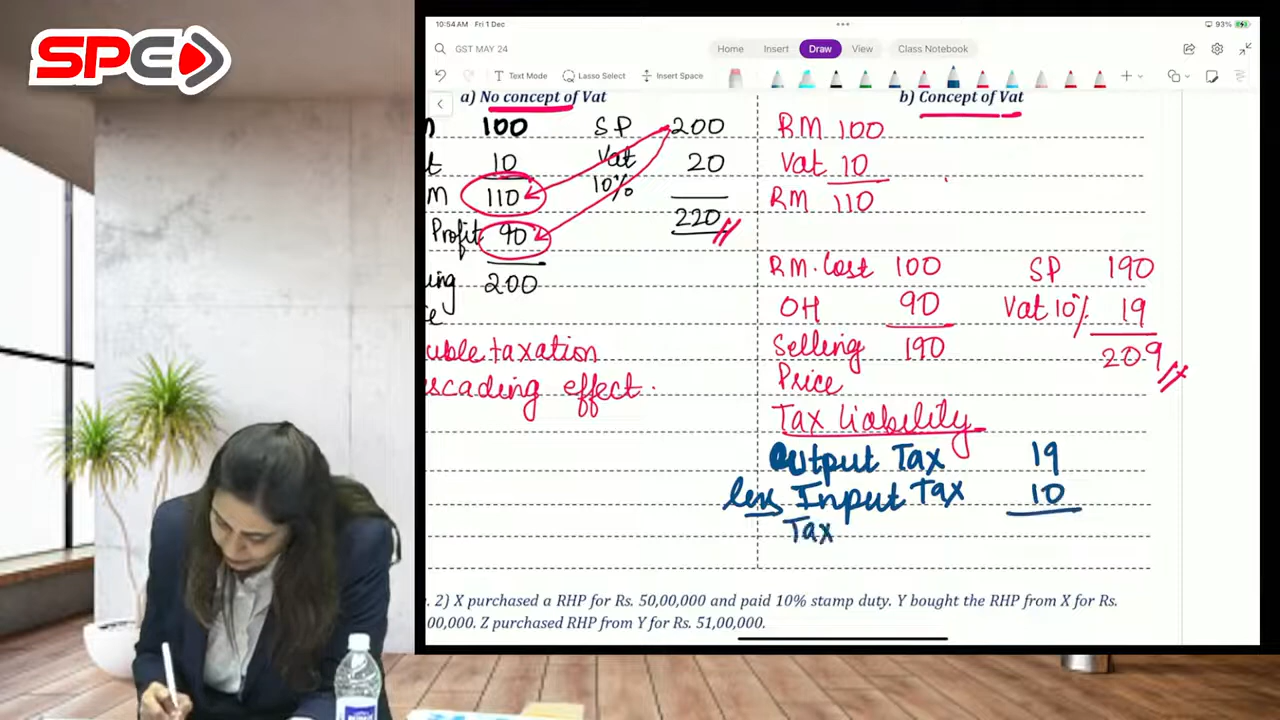 SPE
10:54 AM Fri 1 Dec
93%
GST MAY 24
Home Insert Draw View Class Notebook
Text Mode Lasso Select Insert Space
a) No concept of Vat
100 SP 200
10 Vat 20
110 10%
220
Profit 90
200
taxation
effect.
b) Concept of Vat
RM 100
Vat 10
RM 110
RM. Cost 100 SP 190
OH 90 Vat 10% 19
Selling 190 209
Price
Tax Liability
Output Tax 19
less Input Tax 10
Tax
2) X purchased a RHP for Rs. 50,00,000 and paid 10% stamp duty. Y bought the RHP from X for Rs.
00,000. Z purchased RHP from Y for Rs. 51,00,000.